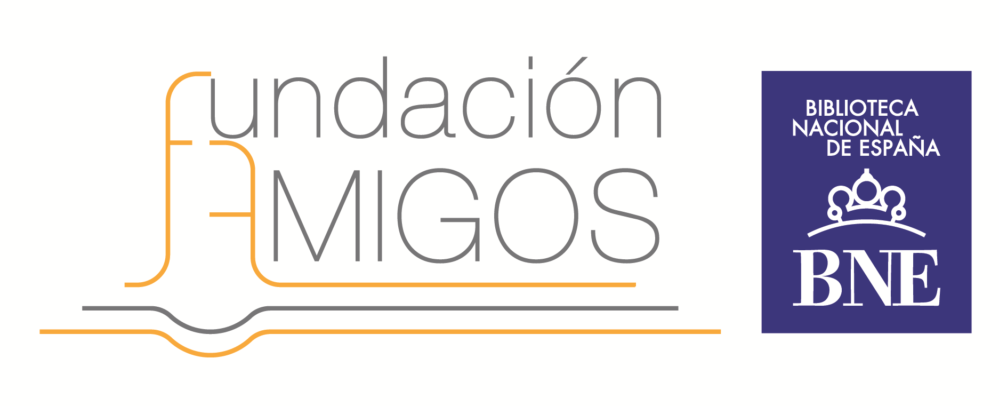 Fundación
AMIGOS
BIBLIOTECA
NACIONAL
DE ESPAÑA
BNE